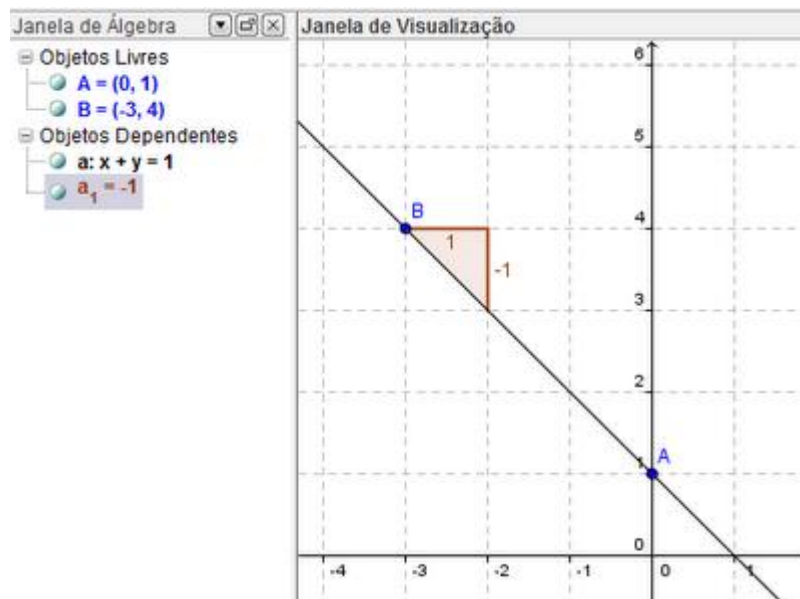 Janela de Álgebra
Objetos Livres
A = (0, 1)
B = (-3, 4)
Objetos Dependentes
a: x + y = 1
a₁ = -1
Janela de Visualização
6
5
B
4
1
-1
3
2
1
A
0
-4
-3
-2
-1
0
1